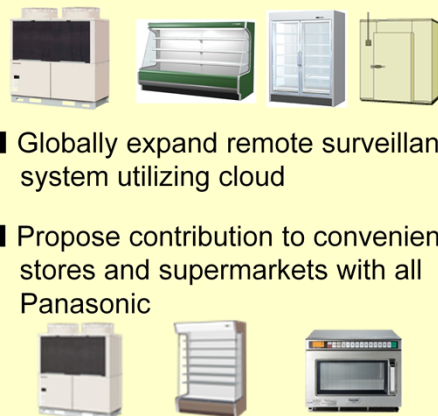 Globally expand remote surveillan
system utilizing cloud
Propose contribution to convenien
stores and supermarkets with all
Panasonic